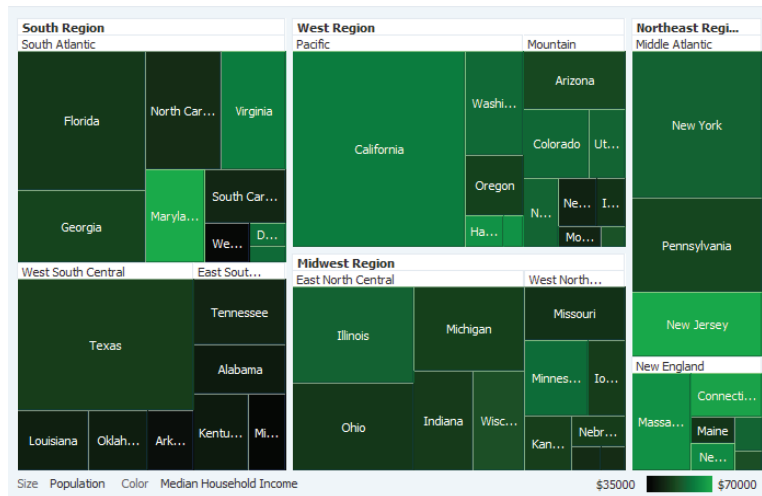 South Region
South Atlantic
Florida
North Car...
Virginia
Georgia
Maryla...
South Car...
We...
D...
West South Central
Texas
Louisiana
Oklah...
Ark...
East Sout...
Tennessee
Alabama
Kentu...
Mi...
West Region
Pacific
California
Washi...
Oregon
Ha...
Mountain
Arizona
Colorado
Ut...
N...
Ne...
I...
Mo...
Midwest Region
East North Central
Illinois
Michigan
Ohio
Indiana
Wisc...
West North...
Missouri
Minnes...
Io...
Kan...
Nebr...
Northeast Regi...
Middle Atlantic
New York
Pennsylvania
New Jersey
New England
Massa...
Connecti...
Maine
Ne...
Size Population Color Median Household Income
$35000 $70000